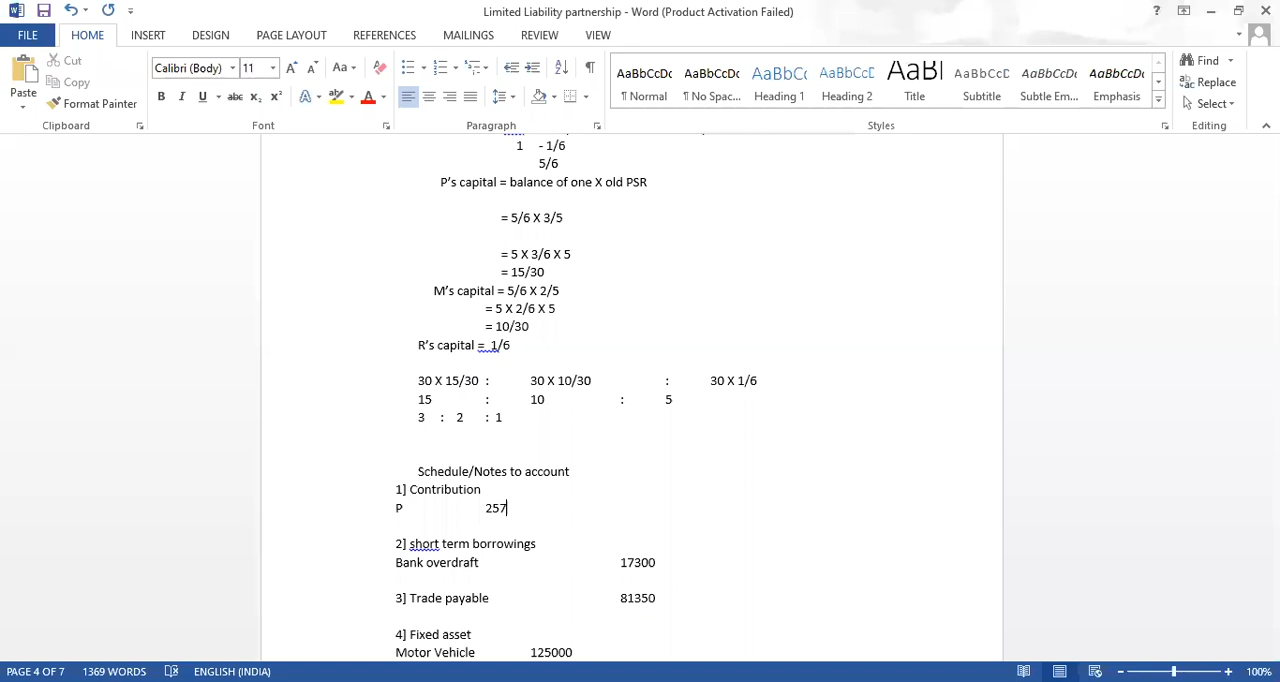 Limited Liability partnership - Word (Product Activation Failed)
FILE HOME INSERT DESIGN PAGE LAYOUT REFERENCES MAILINGS REVIEW VIEW
Paste
Cut
Copy
Format Painter
Clipboard
Calibri (Body) 11
Font
Paragraph
AaBbCcDc AaBbCcDc AaBbCc AaBbCcD AaBl AaBbCcD AaBbCcDc AaBbCcDc
¶ Normal ¶ No Spac... Heading 1 Heading 2 Title Subtitle Subtle Em... Emphasis
Styles
Find
Replace
Select
Editing
1 - 1/6
5/6
P’s capital = balance of one X old PSR
= 5/6 X 3/5
= 5 X 3/6 X 5
= 15/30
M’s capital = 5/6 X 2/5
= 5 X 2/6 X 5
= 10/30
R’s capital = 1/6
30 X 15/30 : 30 X 10/30 : 30 X 1/6
15 : 10 : 5
3 : 2 : 1
Schedule/Notes to account
1] Contribution
P 257
2] short term borrowings
Bank overdraft 17300
3] Trade payable 81350
4] Fixed asset
Motor Vehicle 125000
PAGE 4 OF 7 1369 WORDS ENGLISH (INDIA) 100%